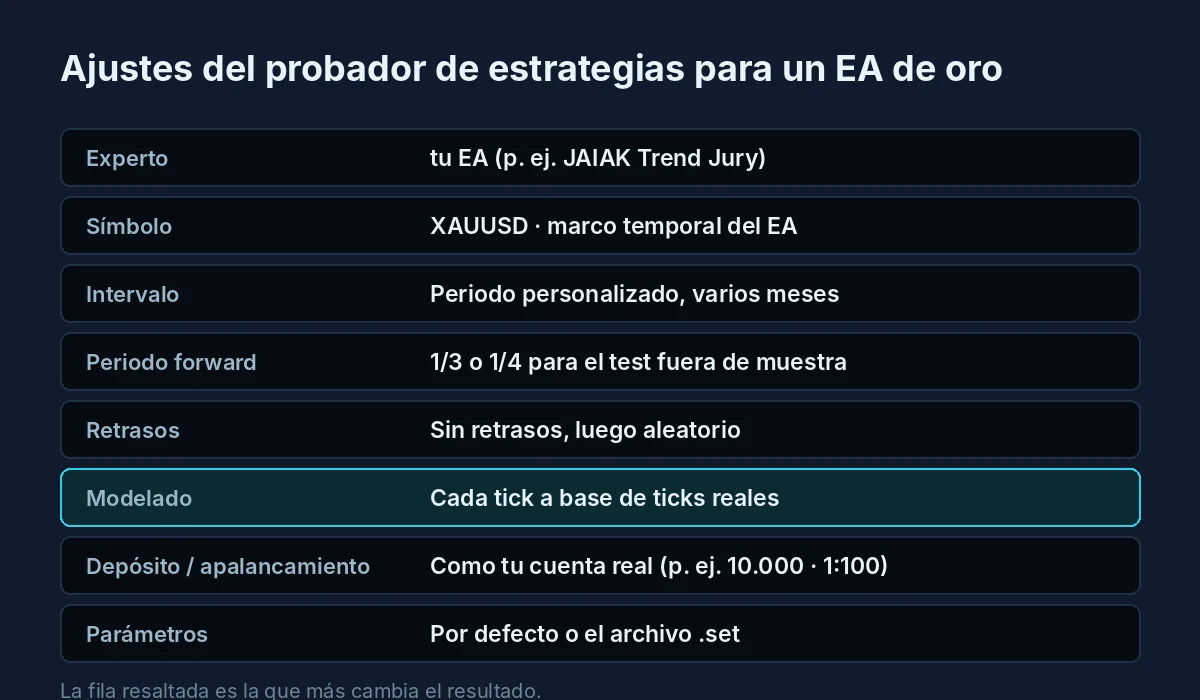 Ajustes del probador de estrategias para un EA de oro
Experto tu EA (p. ej. JAIAK Trend Jury)
Símbolo XAUUSD · marco temporal del EA
Intervalo Periodo personalizado, varios meses
Periodo forward 1/3 o 1/4 para el test fuera de muestra
Retrasos Sin retrasos, luego aleatorio
Modelado Cada tick a base de ticks reales
Depósito / apalancamiento Como tu cuenta real (p. ej. 10.000 · 1:100)
Parámetros Por defecto o el archivo .set
La fila resaltada es la que más cambia el resultado.